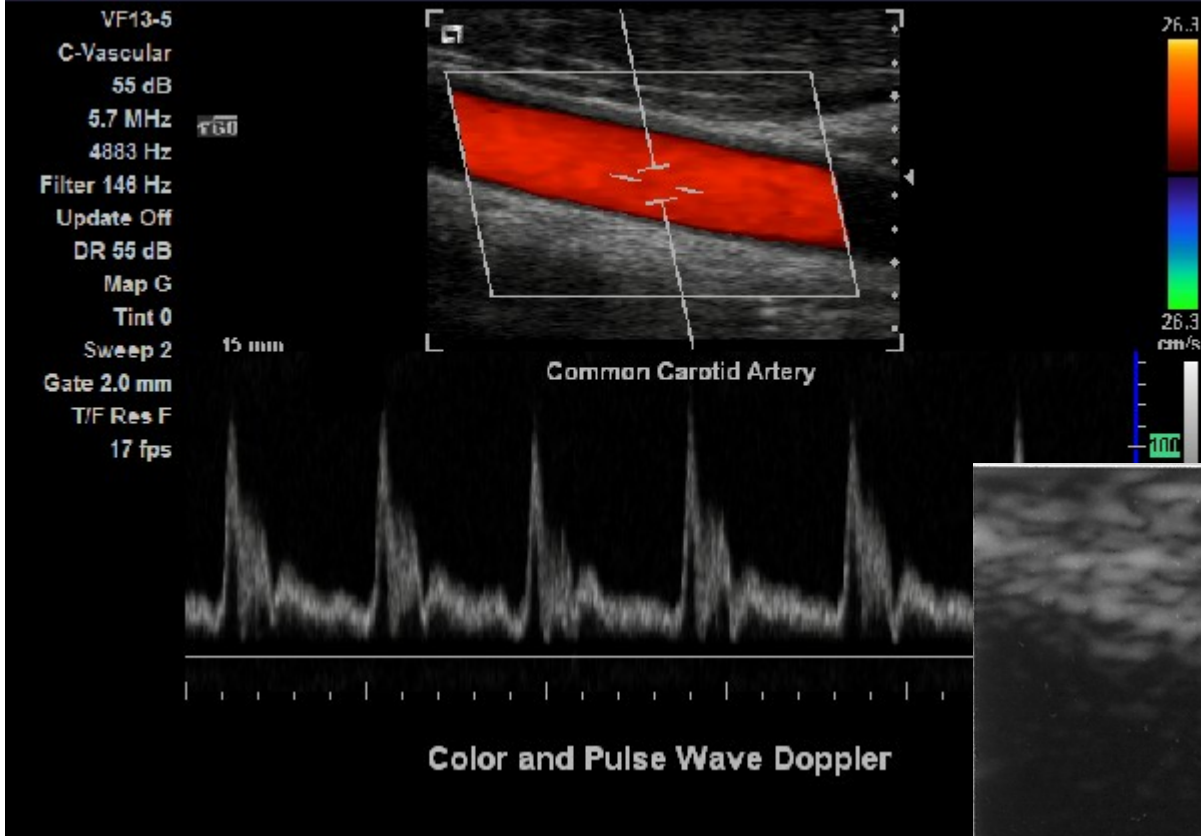 VF13-5
C-Vascular
55 dB
5.7 MHz
4883 Hz
Filter 146 Hz
Update Off
DR 55 dB
Map G
Tint 0
Sweep 2
Gate 2.0 mm
T/F Res F
17 fps
15 mm
26.3
26.3
cm/s
Common Carotid Artery
100
Color and Pulse Wave Doppler